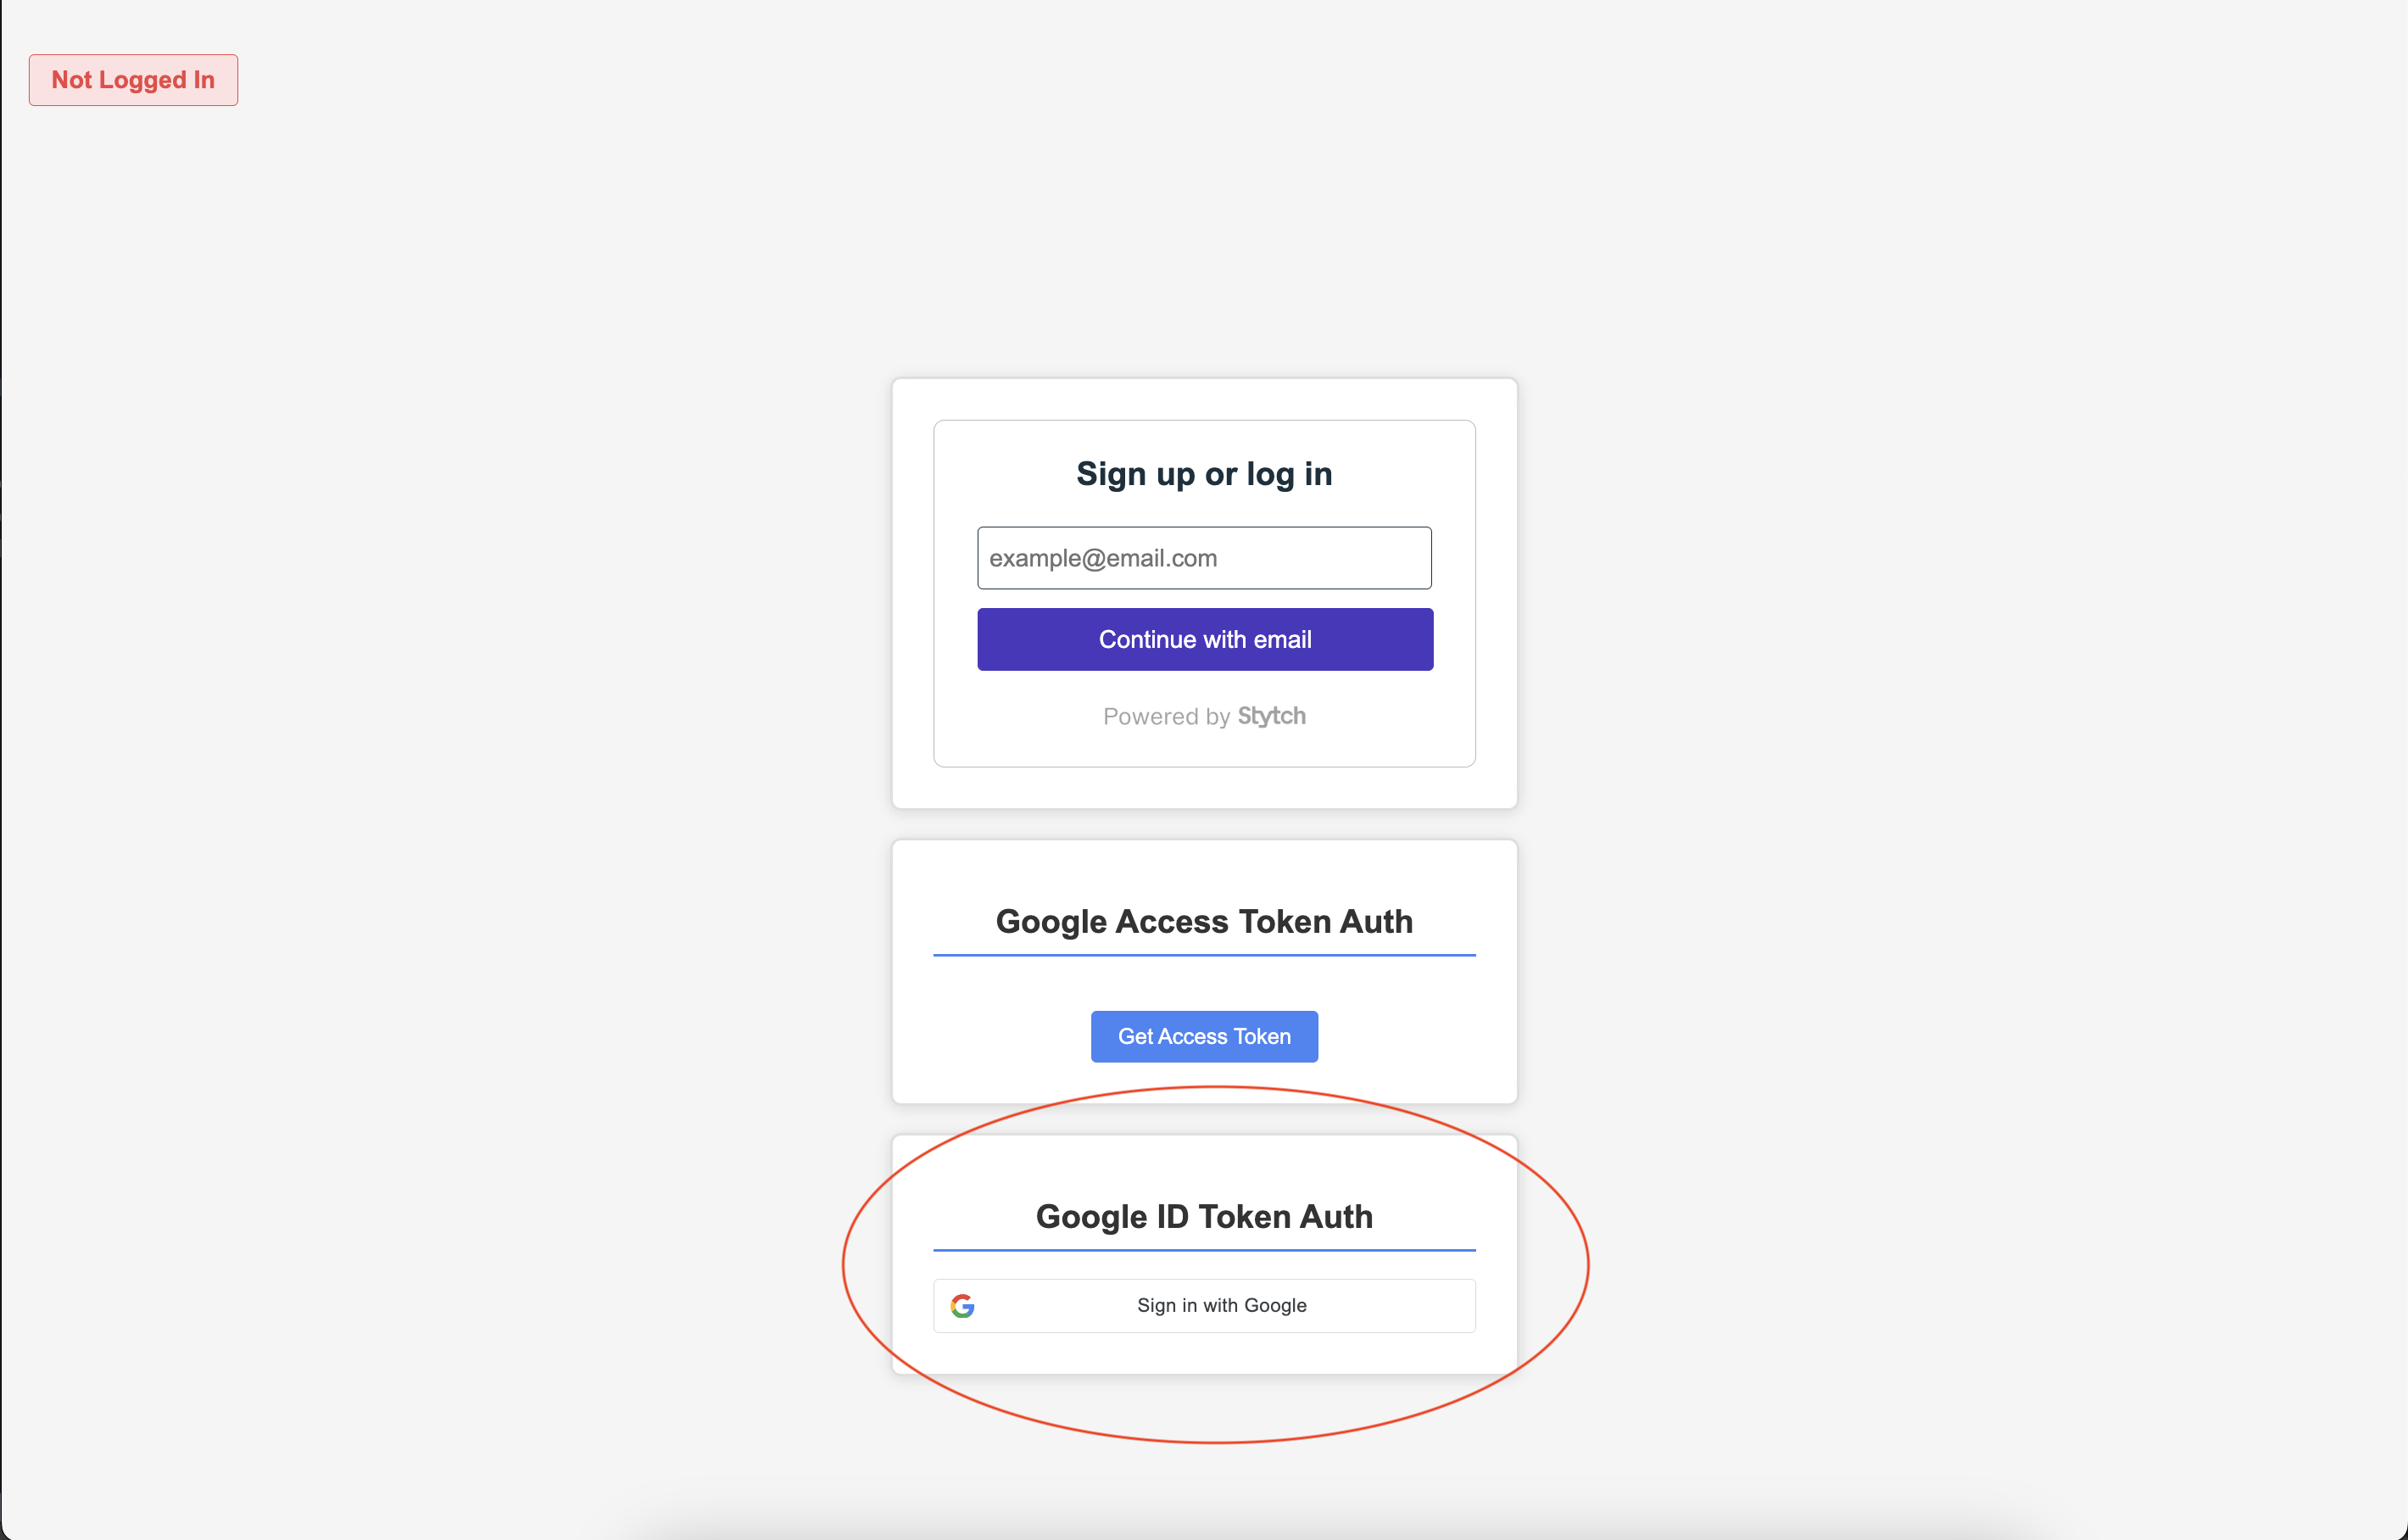 Not Logged In
Sign up or log in
example@email.com
Continue with email
Powered by Stytch
Google Access Token Auth
Get Access Token
Google ID Token Auth
Sign in with Google